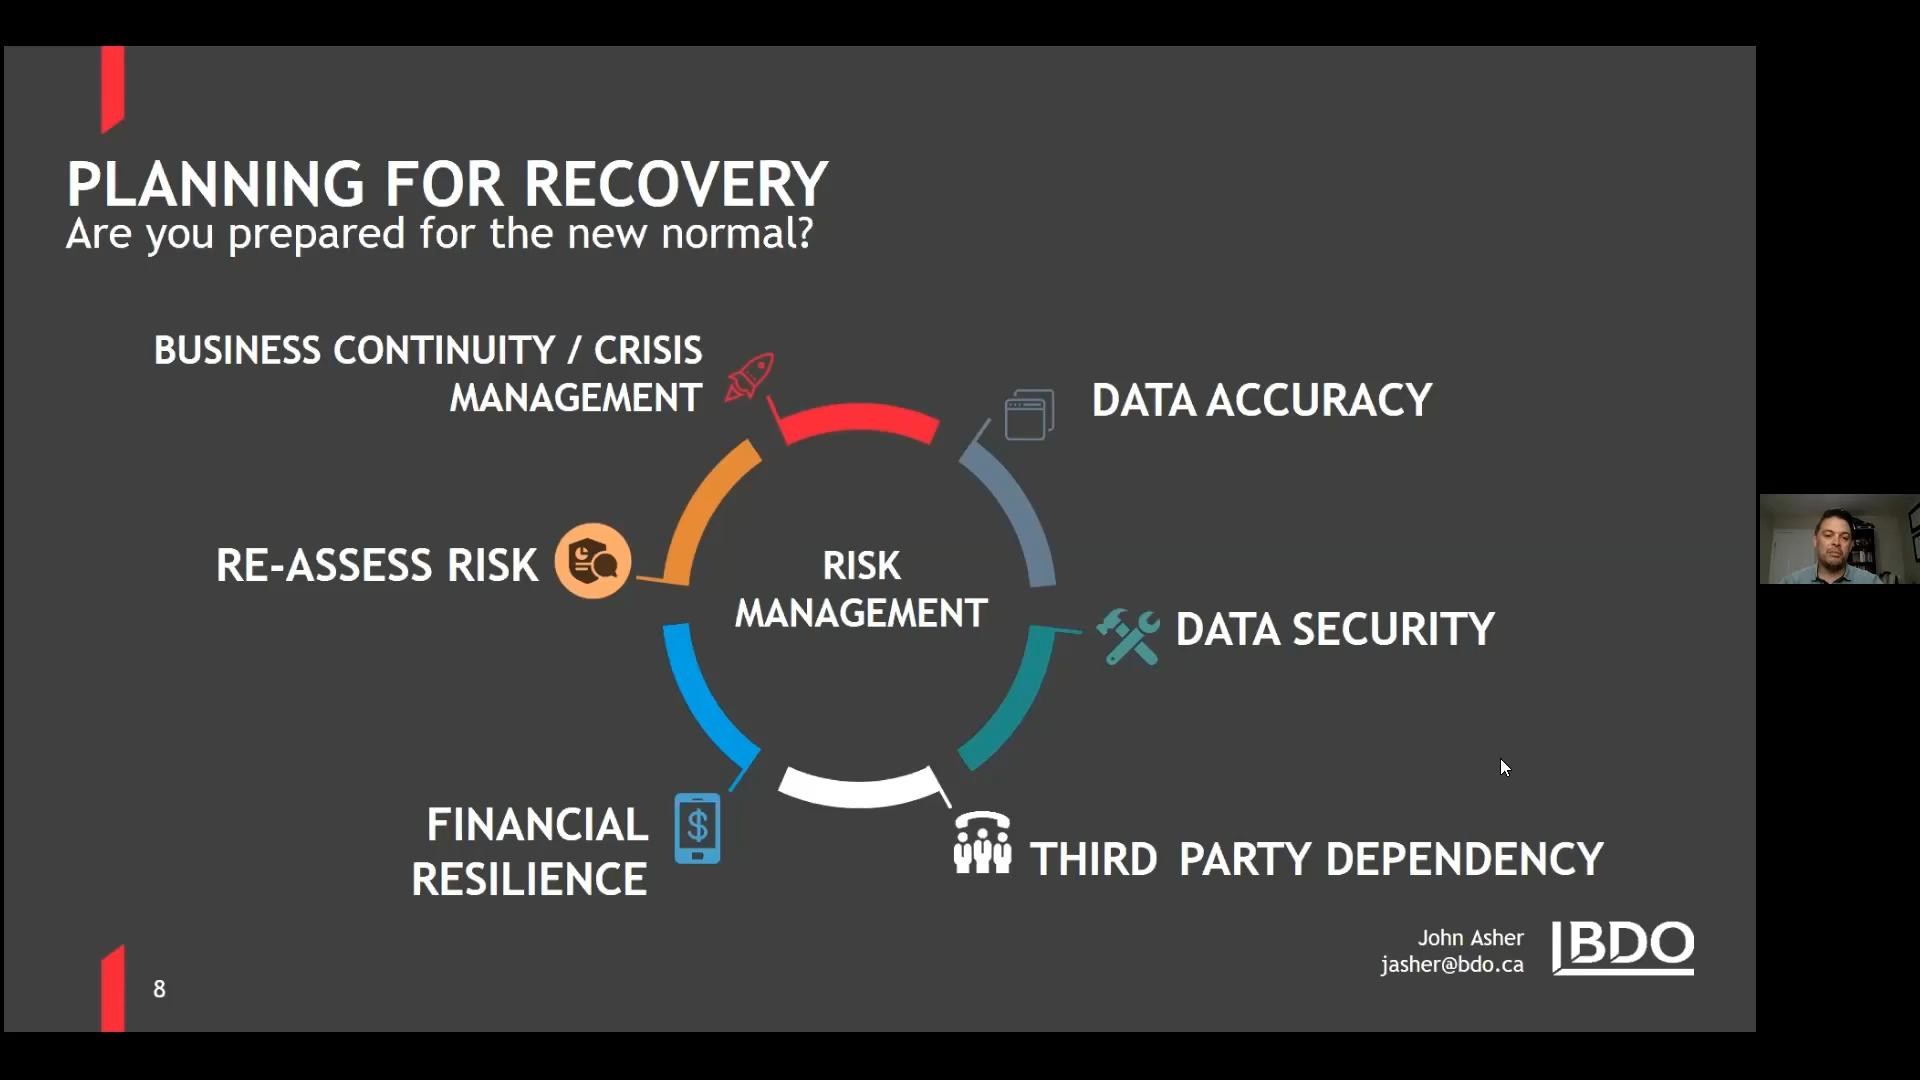 PLANNING FOR RECOVERY
Are you prepared for the new normal?
BUSINESS CONTINUITY / CRISIS
MANAGEMENT
DATA ACCURACY
RE-ASSESS RISK
RISK
MANAGEMENT
DATA SECURITY
FINANCIAL
RESILIENCE
$
THIRD PARTY DEPENDENCY
John Asher
jasher@bdo.ca
BDO
8